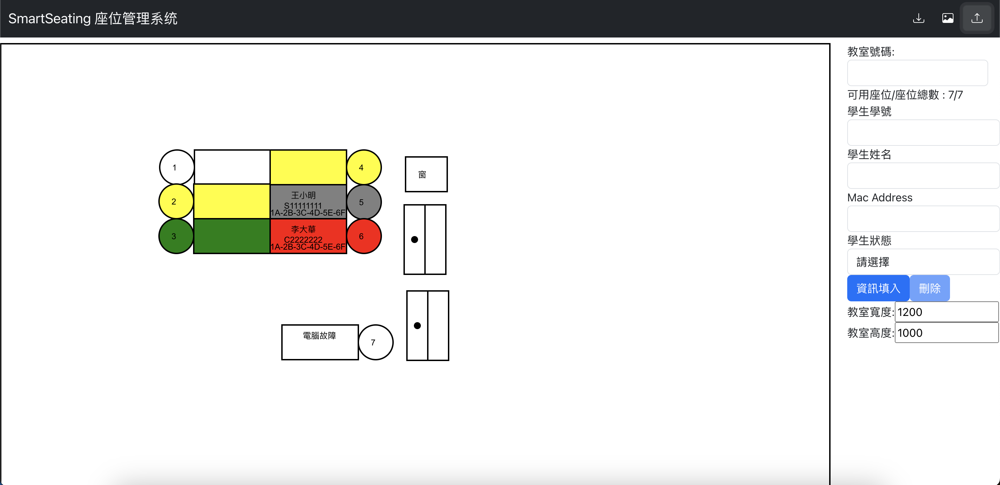 SmartSeating 座位管理系统
1
4
2
王小明
S11111111
1A-2B-3C-4D-5E-6F
5
3
李大華
C2222222
1A-2B-3C-4D-5E-6F
6
窗
電腦故障
7
教室號碼:
可用座位/座位總數 : 7/7
學生學號
學生姓名
Mac Address
學生狀態
請選擇
資訊填入 刪除
教室寬度: 1200
教室高度: 1000